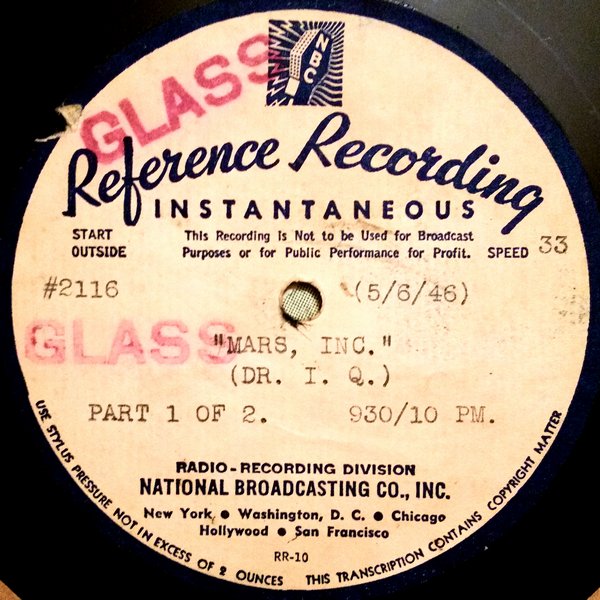 NBC
GLASS
Reference Recording
INSTANTANEOUS
START
OUTSIDE
This Recording is Not to be Used for Broadcast
Purposes or for Public Performance for Profit.
SPEED 33
#2116
(5/6/46)
GLASS
"MARS, INC."
(DR. I. Q.)
PART 1 OF 2. 930/10 PM.
RADIO-RECORDING DIVISION
NATIONAL BROADCASTING CO., INC.
New York ● Washington, D. C. ● Chicago
Hollywood ● San Francisco
RR-10
USE STYLUS PRESSURE NOT IN EXCESS OF 2 OUNCES
THIS TRANSCRIPTION CONTAINS COPYRIGHT MATTER